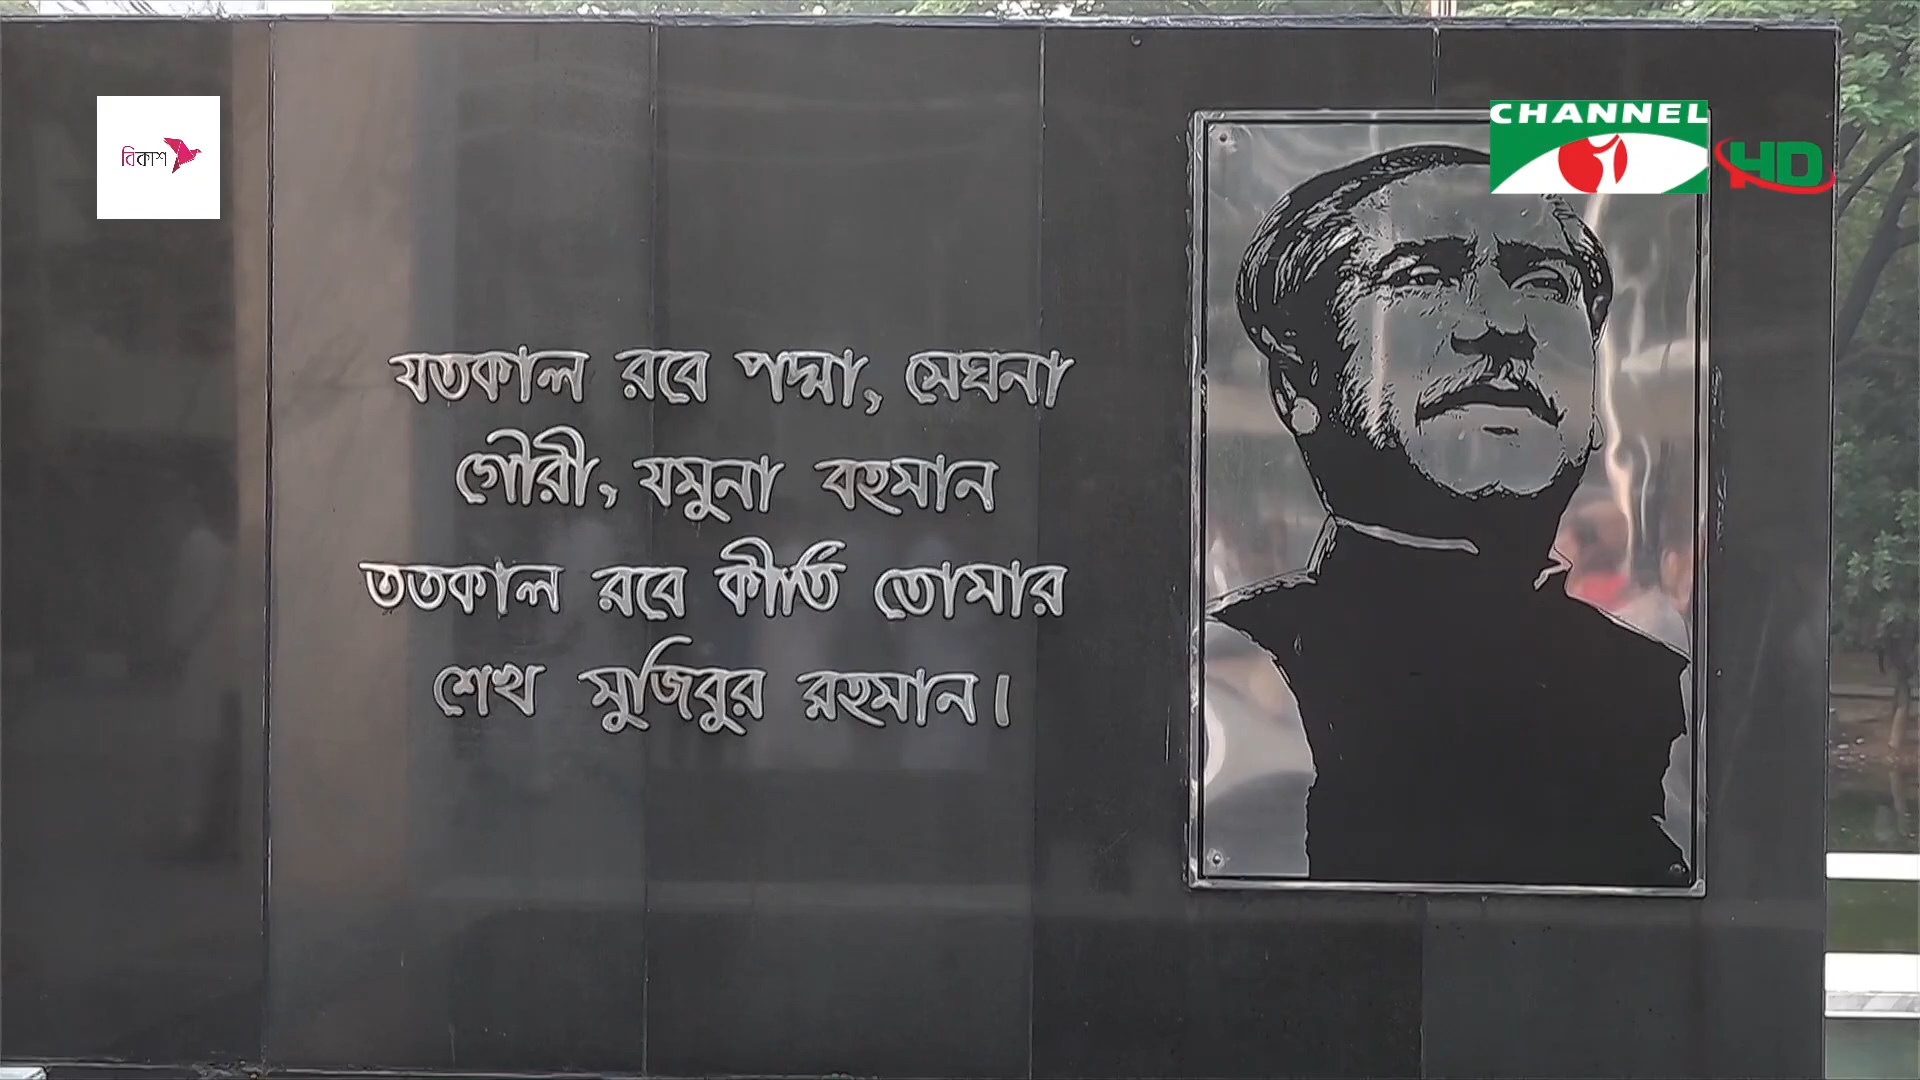 বিকাশ
CHANNEL
HD
যতকাল রবে পদ্মা, মেঘনা
গৌরী, যমুনা বহমান
ততকাল রবে কীর্তি তোমার
শেখ মুজিবুর রহমান।